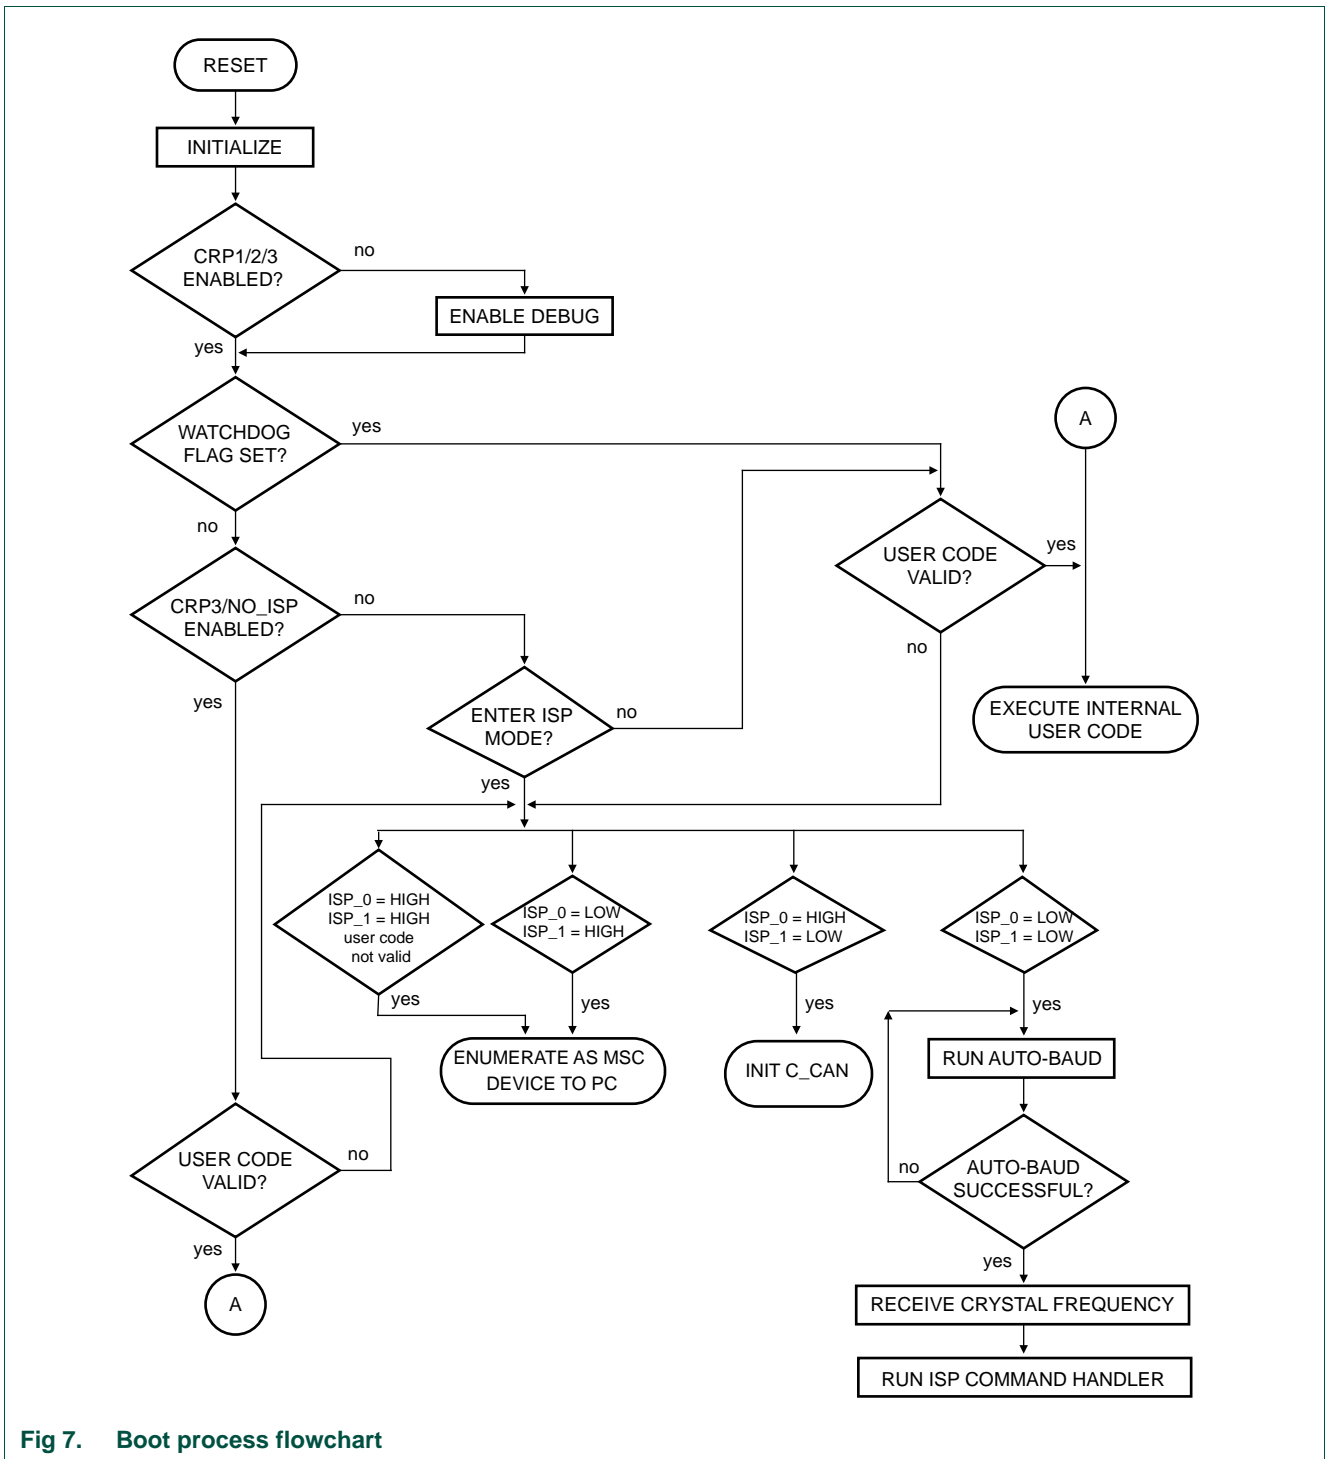 RESET
INITIALIZE
CRP1/2/3
ENABLED?
no
ENABLE DEBUG
yes
WATCHDOG
FLAG SET?
yes
A
no
USER CODE
VALID?
yes
no
CRP3/NO_ISP
ENABLED?
no
yes
ENTER ISP
MODE?
no
yes
EXECUTE INTERNAL
USER CODE
ISP_0 = HIGH
ISP_1 = HIGH
user code
not valid
yes
ISP_0 = LOW
ISP_1 = HIGH
yes
ISP_0 = HIGH
ISP_1 = LOW
yes
ISP_0 = LOW
ISP_1 = LOW
yes
ENUMERATE AS MSC
DEVICE TO PC
INIT C_CAN
RUN AUTO-BAUD
USER CODE
VALID?
no
yes
A
AUTO-BAUD
SUCCESSFUL?
no
yes
RECEIVE CRYSTAL FREQUENCY
RUN ISP COMMAND HANDLER
Fig 7. Boot process flowchart